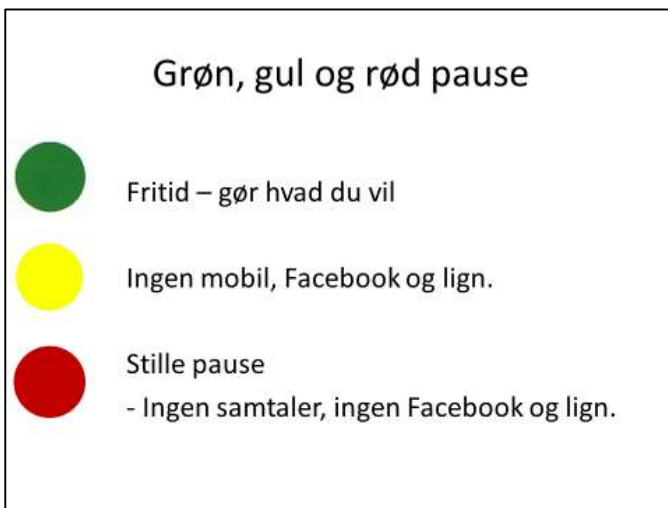 Grøn, gul og rød pause
Fritid – gør hvad du vil
Ingen mobil, Facebook og lign.
Stille pause
- Ingen samtaler, ingen Facebook og lign.